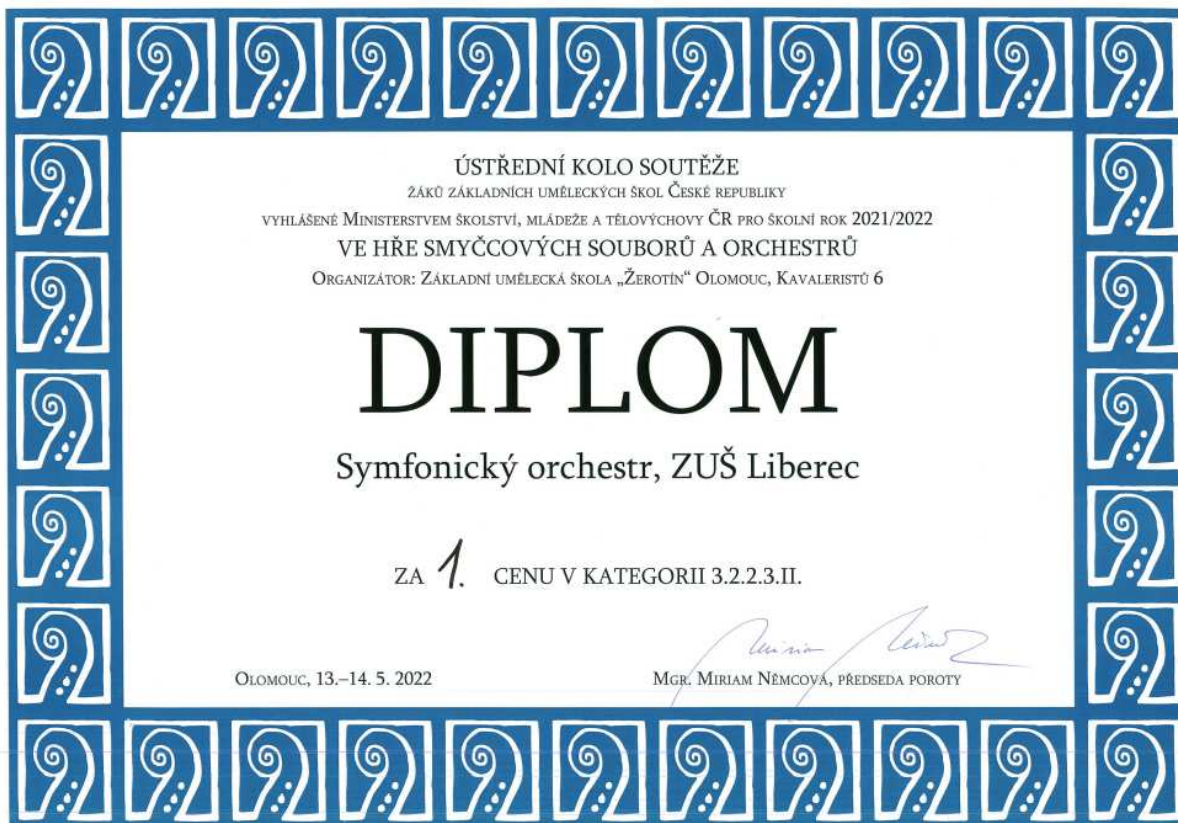 ÚSTŘEDNÍ KOLO SOUTĚŽE
ŽÁKŮ ZÁKLADNÍCH UMĚLECKÝCH ŠKOL ČESKÉ REPUBLIKY
VYHLÁŠENÉ MINISTERSTVEM ŠKOLSTVÍ, MLÁDEŽE A TĚLOVÝCHOVY ČR PRO ŠKOLNÍ ROK 2021/2022
VE HŘE SMYČCOVÝCH SOUBORŮ A ORCHESTRŮ
ORGANIZÁTOR: ZÁKLADNÍ UMĚLECKÁ ŠKOLA „ŽEROTÍN“ OLOMOUC, KAVALERISTŮ 6
DIPLOM
Symfonický orchestr, ZUŠ Liberec
ZA 1. CENU V KATEGORII 3.2.2.3.II.
OLOMOUC, 13.–14. 5. 2022
MGR. MIRIAM NĚMCOVÁ, PŘEDSEDA POROTY